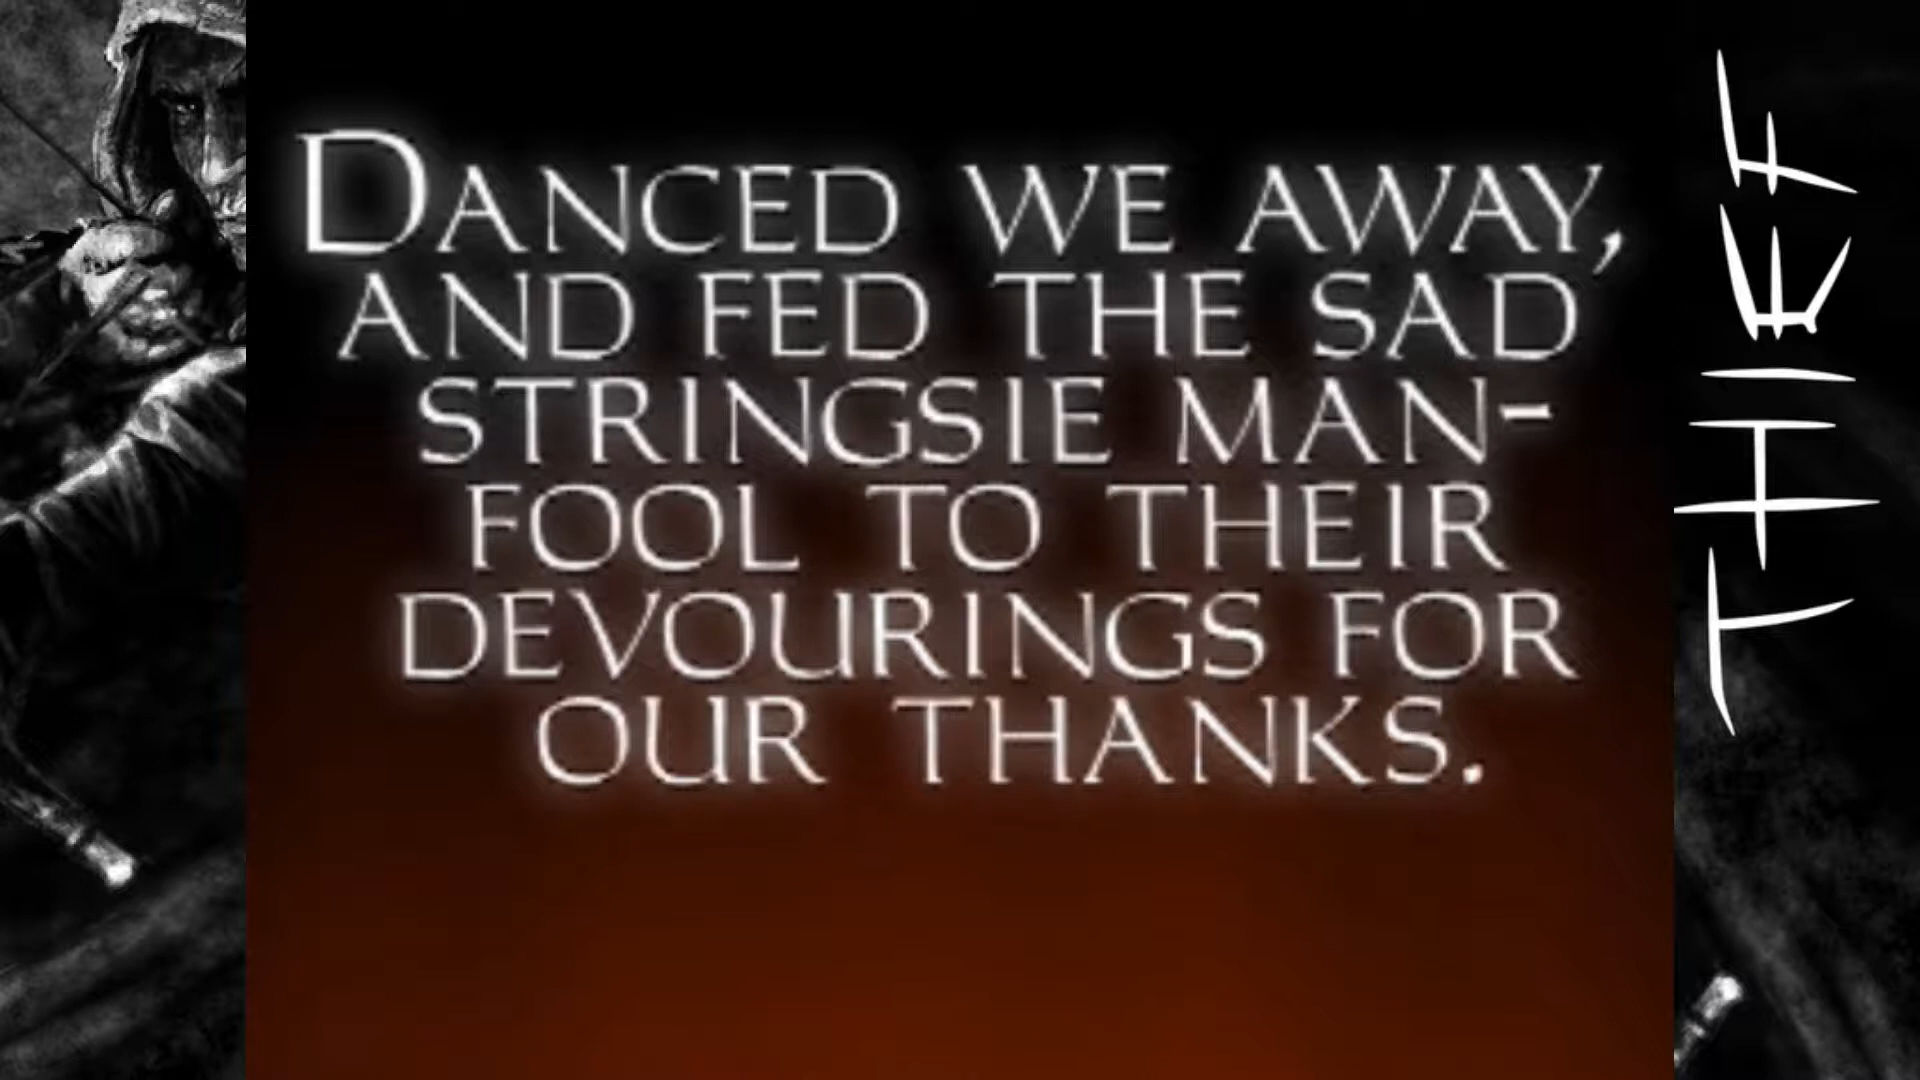 DANCED WE AWAY,
AND FED THE SAD
STRINGSIE MAN-
FOOL TO THEIR
DEVOURINGS FOR
OUR THANKS.
THIEF